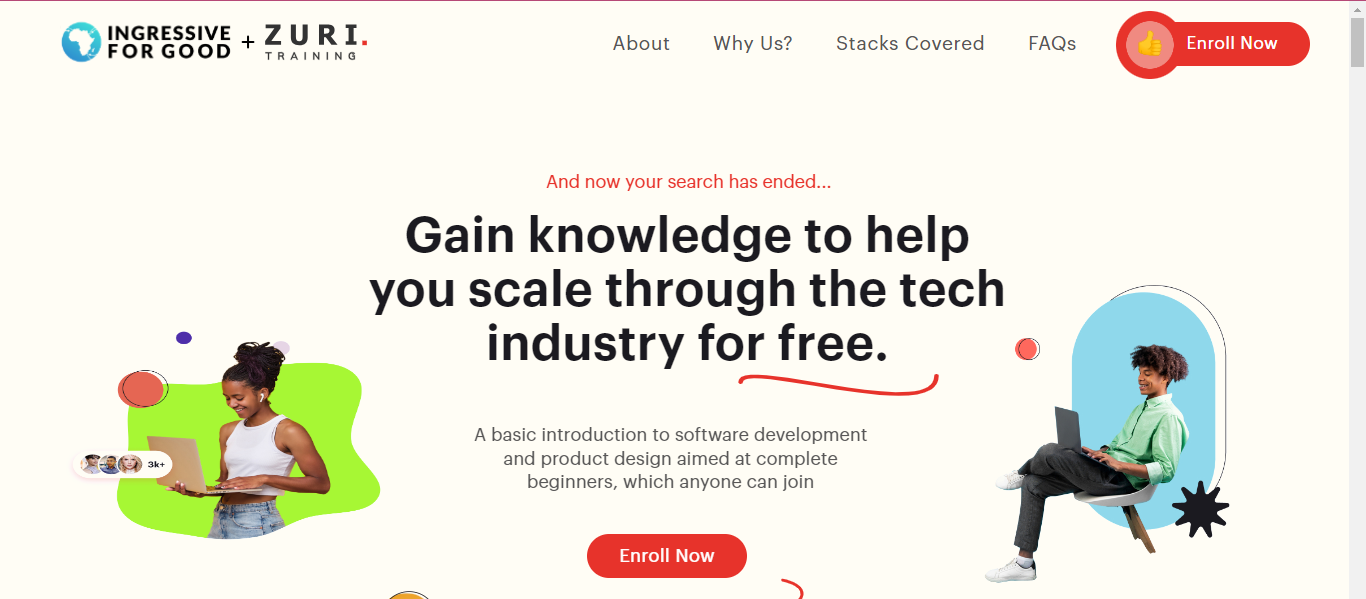 INGRESSIVE
FOR GOOD
+
ZURI.
TRAINING
About
Why Us?
Stacks Covered
FAQs
Enroll Now
And now your search has ended...
Gain knowledge to help
you scale through the tech
industry for free.
A basic introduction to software development
and product design aimed at complete
beginners, which anyone can join
3k+
Enroll Now